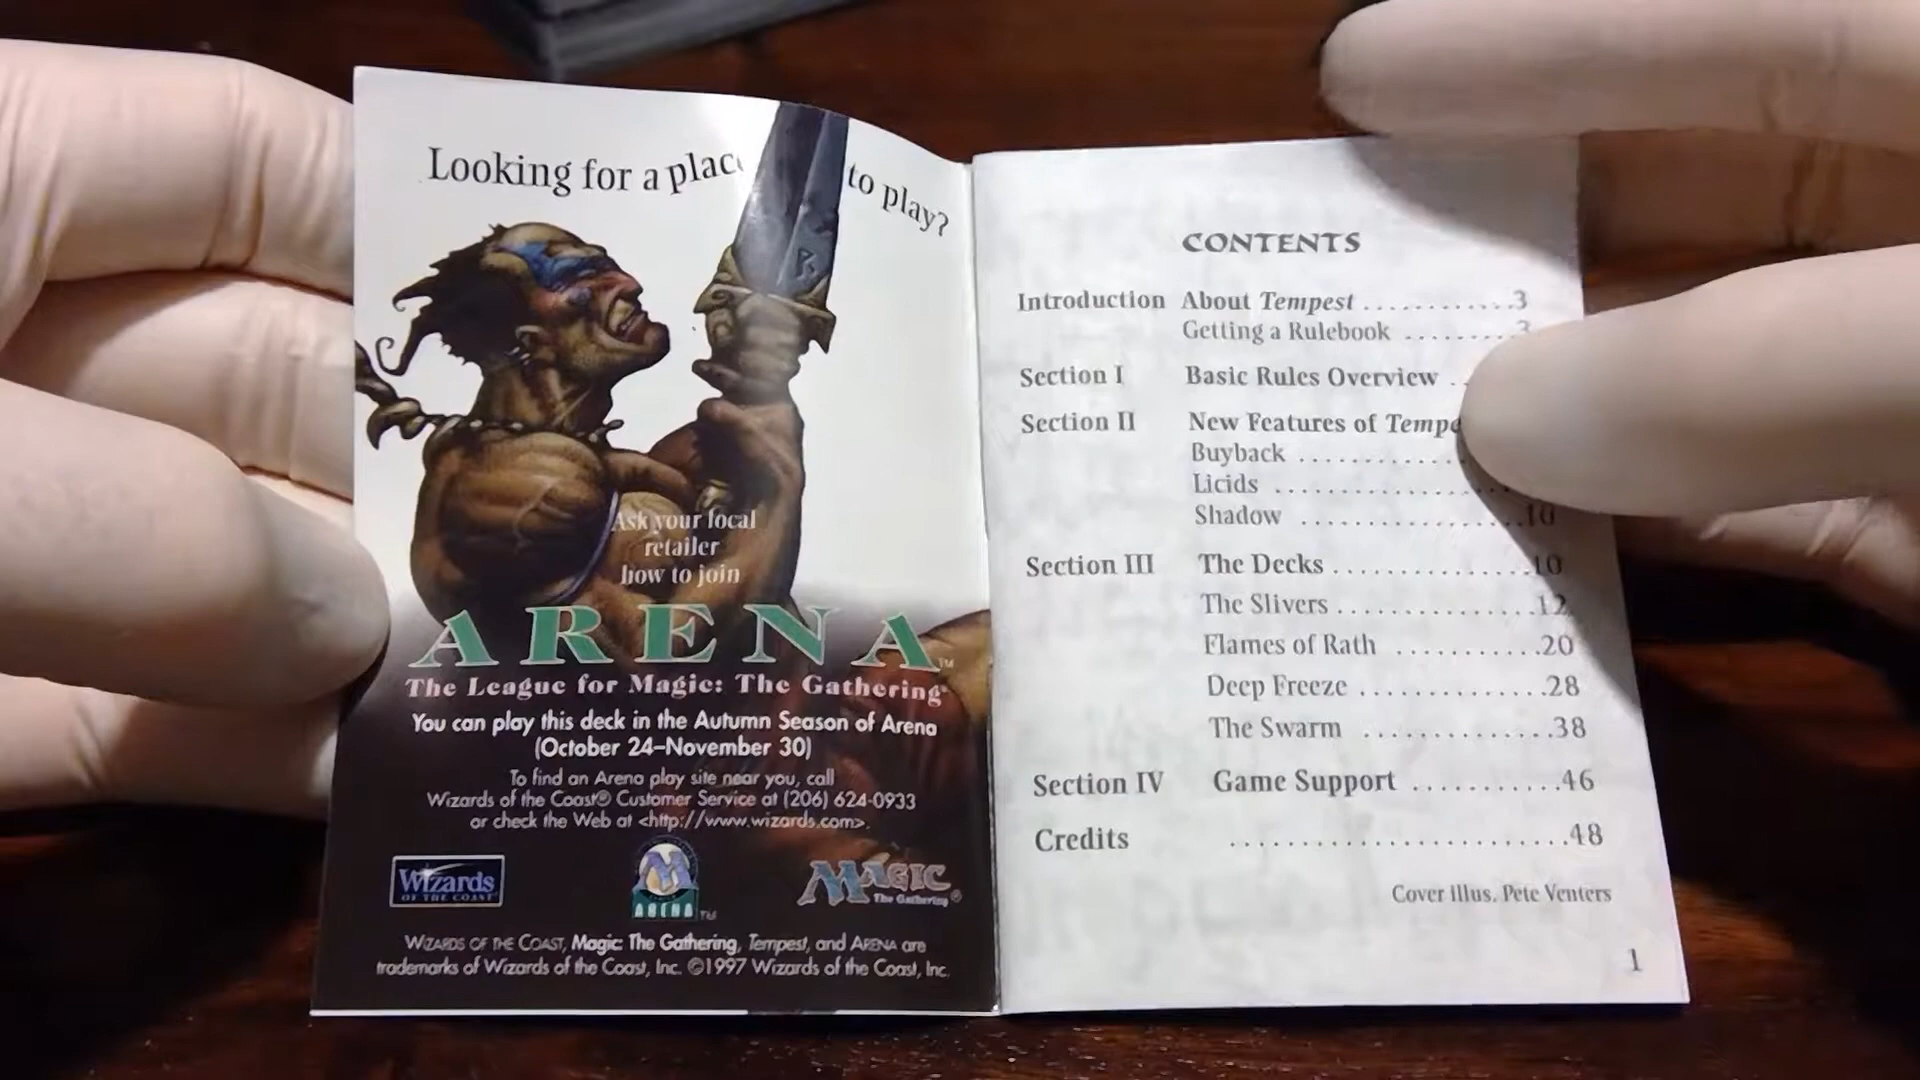 Looking for a place to play?
Ask your local
retailer
how to join
ARENA™
The League for Magic: The Gathering®
You can play this deck in the Autumn Season of Arena
(October 24–November 30)
To find an Arena play site near you, call
Wizards of the Coast® Customer Service at (206) 624-0933
or check the Web at <http://www.wizards.com>.
Wizards
OF THE COAST
M
ARENA™
MAGIC
The Gathering®
WIZARDS OF THE COAST, Magic: The Gathering, Tempest, and ARENA are
trademarks of Wizards of the Coast, Inc. ©1997 Wizards of the Coast, Inc.
CONTENTS
Introduction About Tempest ............3
Getting a Rulebook ........3
Section I Basic Rules Overview ..
Section II New Features of Tempe
Buyback ............
Licids ................
Shadow .................10
Section III The Decks ...............10
The Slivers ...............12
Flames of Rath ...........20
Deep Freeze .............28
The Swarm .............38
Section IV Game Support ..........46
Credits .......................48
Cover Illus. Pete Venters
1